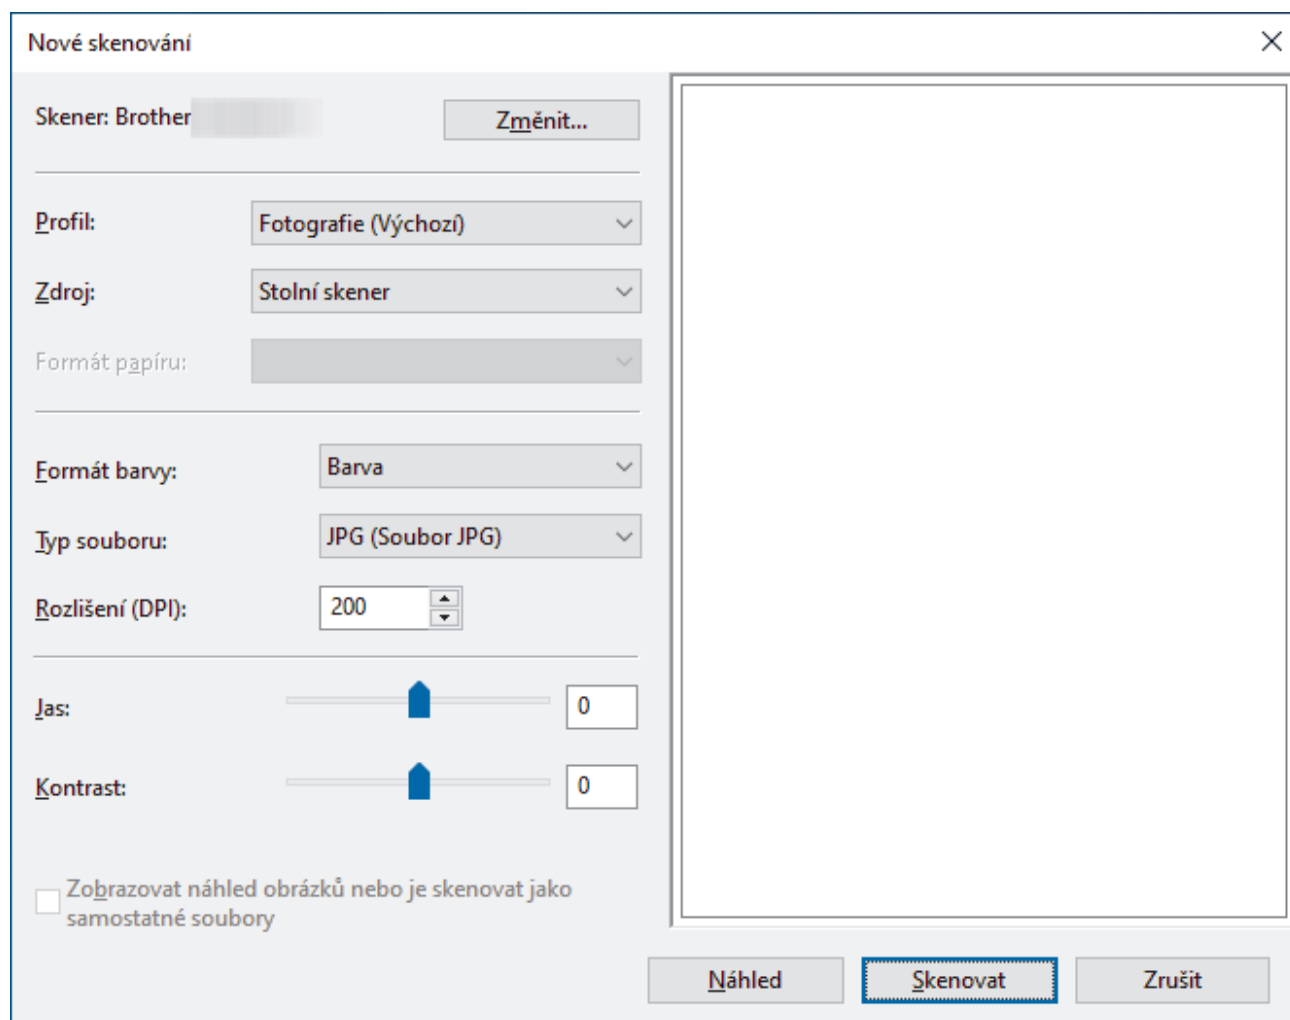 Nové skenování
Skener: Brother
Změnit...
Profil:
Fotografie (Výchozí)
Zdroj:
Stolní skener
Formát papíru:
Formát barvy:
Barva
Typ souboru:
JPG (Soubor JPG)
Rozlišení (DPI):
200
Jas:
0
Kontrast:
0
Zobrazovat náhled obrázků nebo je skenovat jako
samostatné soubory
Náhled
Skenovat
Zrušit